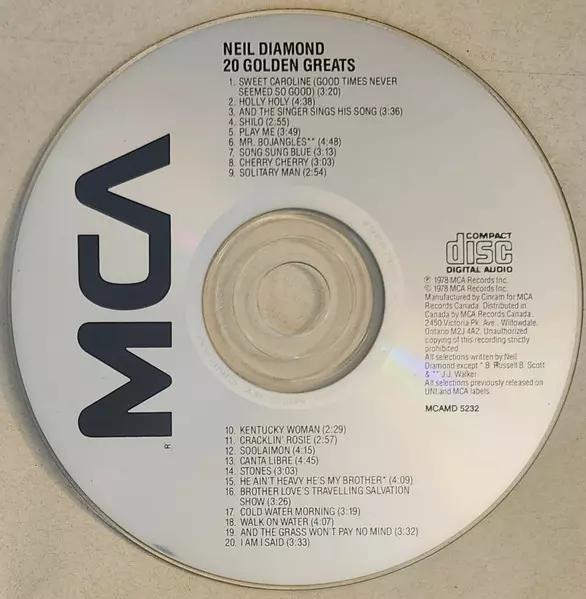 NEIL DIAMOND
20 GOLDEN GREATS
1. SWEET CAROLINE (GOOD TIMES NEVER
SEEMED SO GOOD) (3:20)
2. HOLLY HOLY (4:38)
3. AND THE SINGER SINGS HIS SONG (3:36)
4. SHILO (2:55)
5. PLAY ME (3:49)
6. MR. BOJANGLES** (4:48)
7. SONG SUNG BLUE (3:13)
8. CHERRY CHERRY (3:03)
9. SOLITARY MAN (2:54)
MCA
®
COMPACT
disc
DIGITAL AUDIO
℗ 1978 MCA Records Inc.
© 1978 MCA Records Inc.
Manufactured by Cinram for MCA
Records Canada. Distributed in
Canada by MCA Records Canada,
2450 Victoria Pk. Ave., Willowdale,
Ontario M2J 4A2. Unauthorized
copying of this recording strictly
prohibited.
All selections written by Neil
Diamond except * B. Russell B. Scott
& ** J.J. Walker
All selections previously released on
UNI and MCA labels.
MCAMD 5232
10. KENTUCKY WOMAN (2:29)
11. CRACKLIN' ROSIE (2:57)
12. SOOLAIMON (4:15)
13. CANTA LIBRE (4:45)
14. STONES (3:03)
15. HE AIN'T HEAVY HE'S MY BROTHER* (4:09)
16. BROTHER LOVE'S TRAVELLING SALVATION
SHOW (3:26)
17. COLD WATER MORNING (3:19)
18. WALK ON WATER (4:07)
19. AND THE GRASS WON'T PAY NO MIND (3:32)
20. I AM I SAID (3:33)